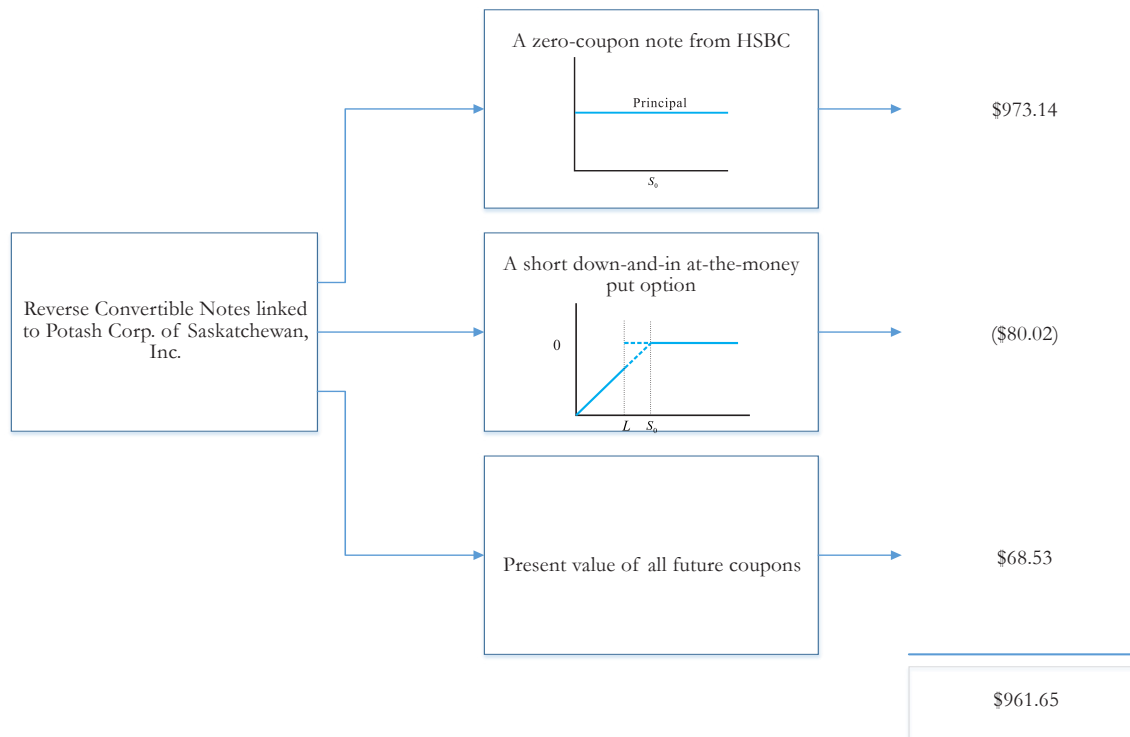 A zero-coupon note from HSBC
Principal
S₀
$973.14
Reverse Convertible Notes linked
to Potash Corp. of Saskatchewan,
Inc.
A short down-and-in at-the-money
put option
0
L S₀
($80.02)
Present value of all future coupons
$68.53
$961.65